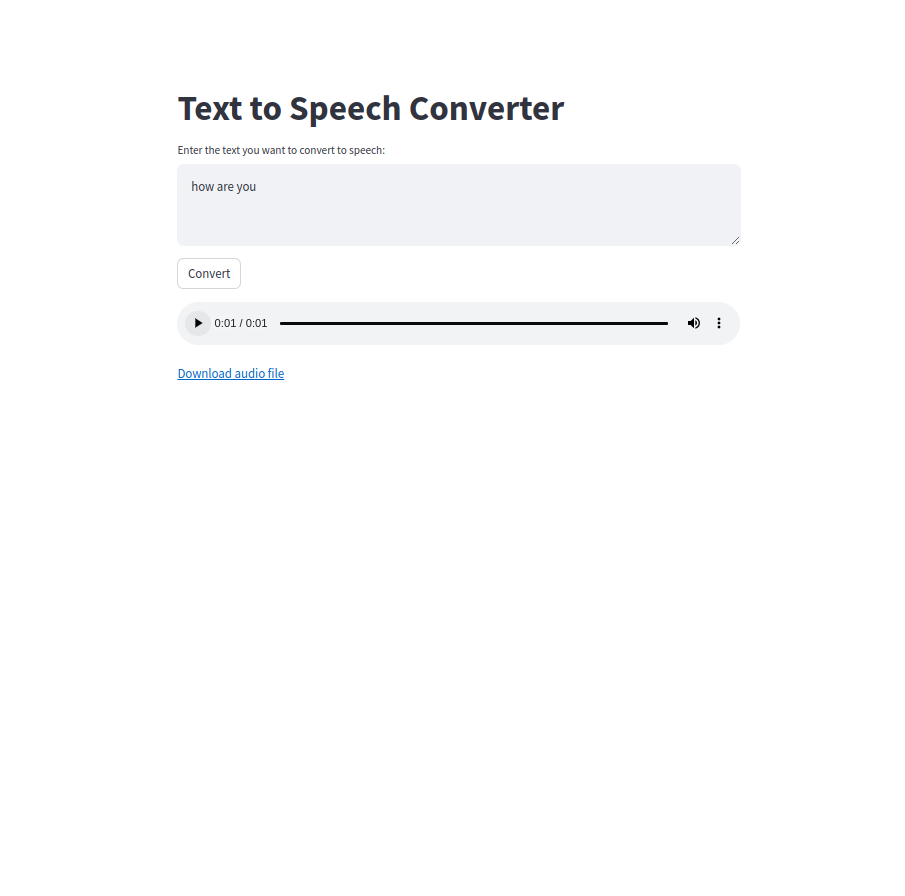 Text to Speech Converter
Enter the text you want to convert to speech:
how are you
Convert
0:01 / 0:01
Download audio file